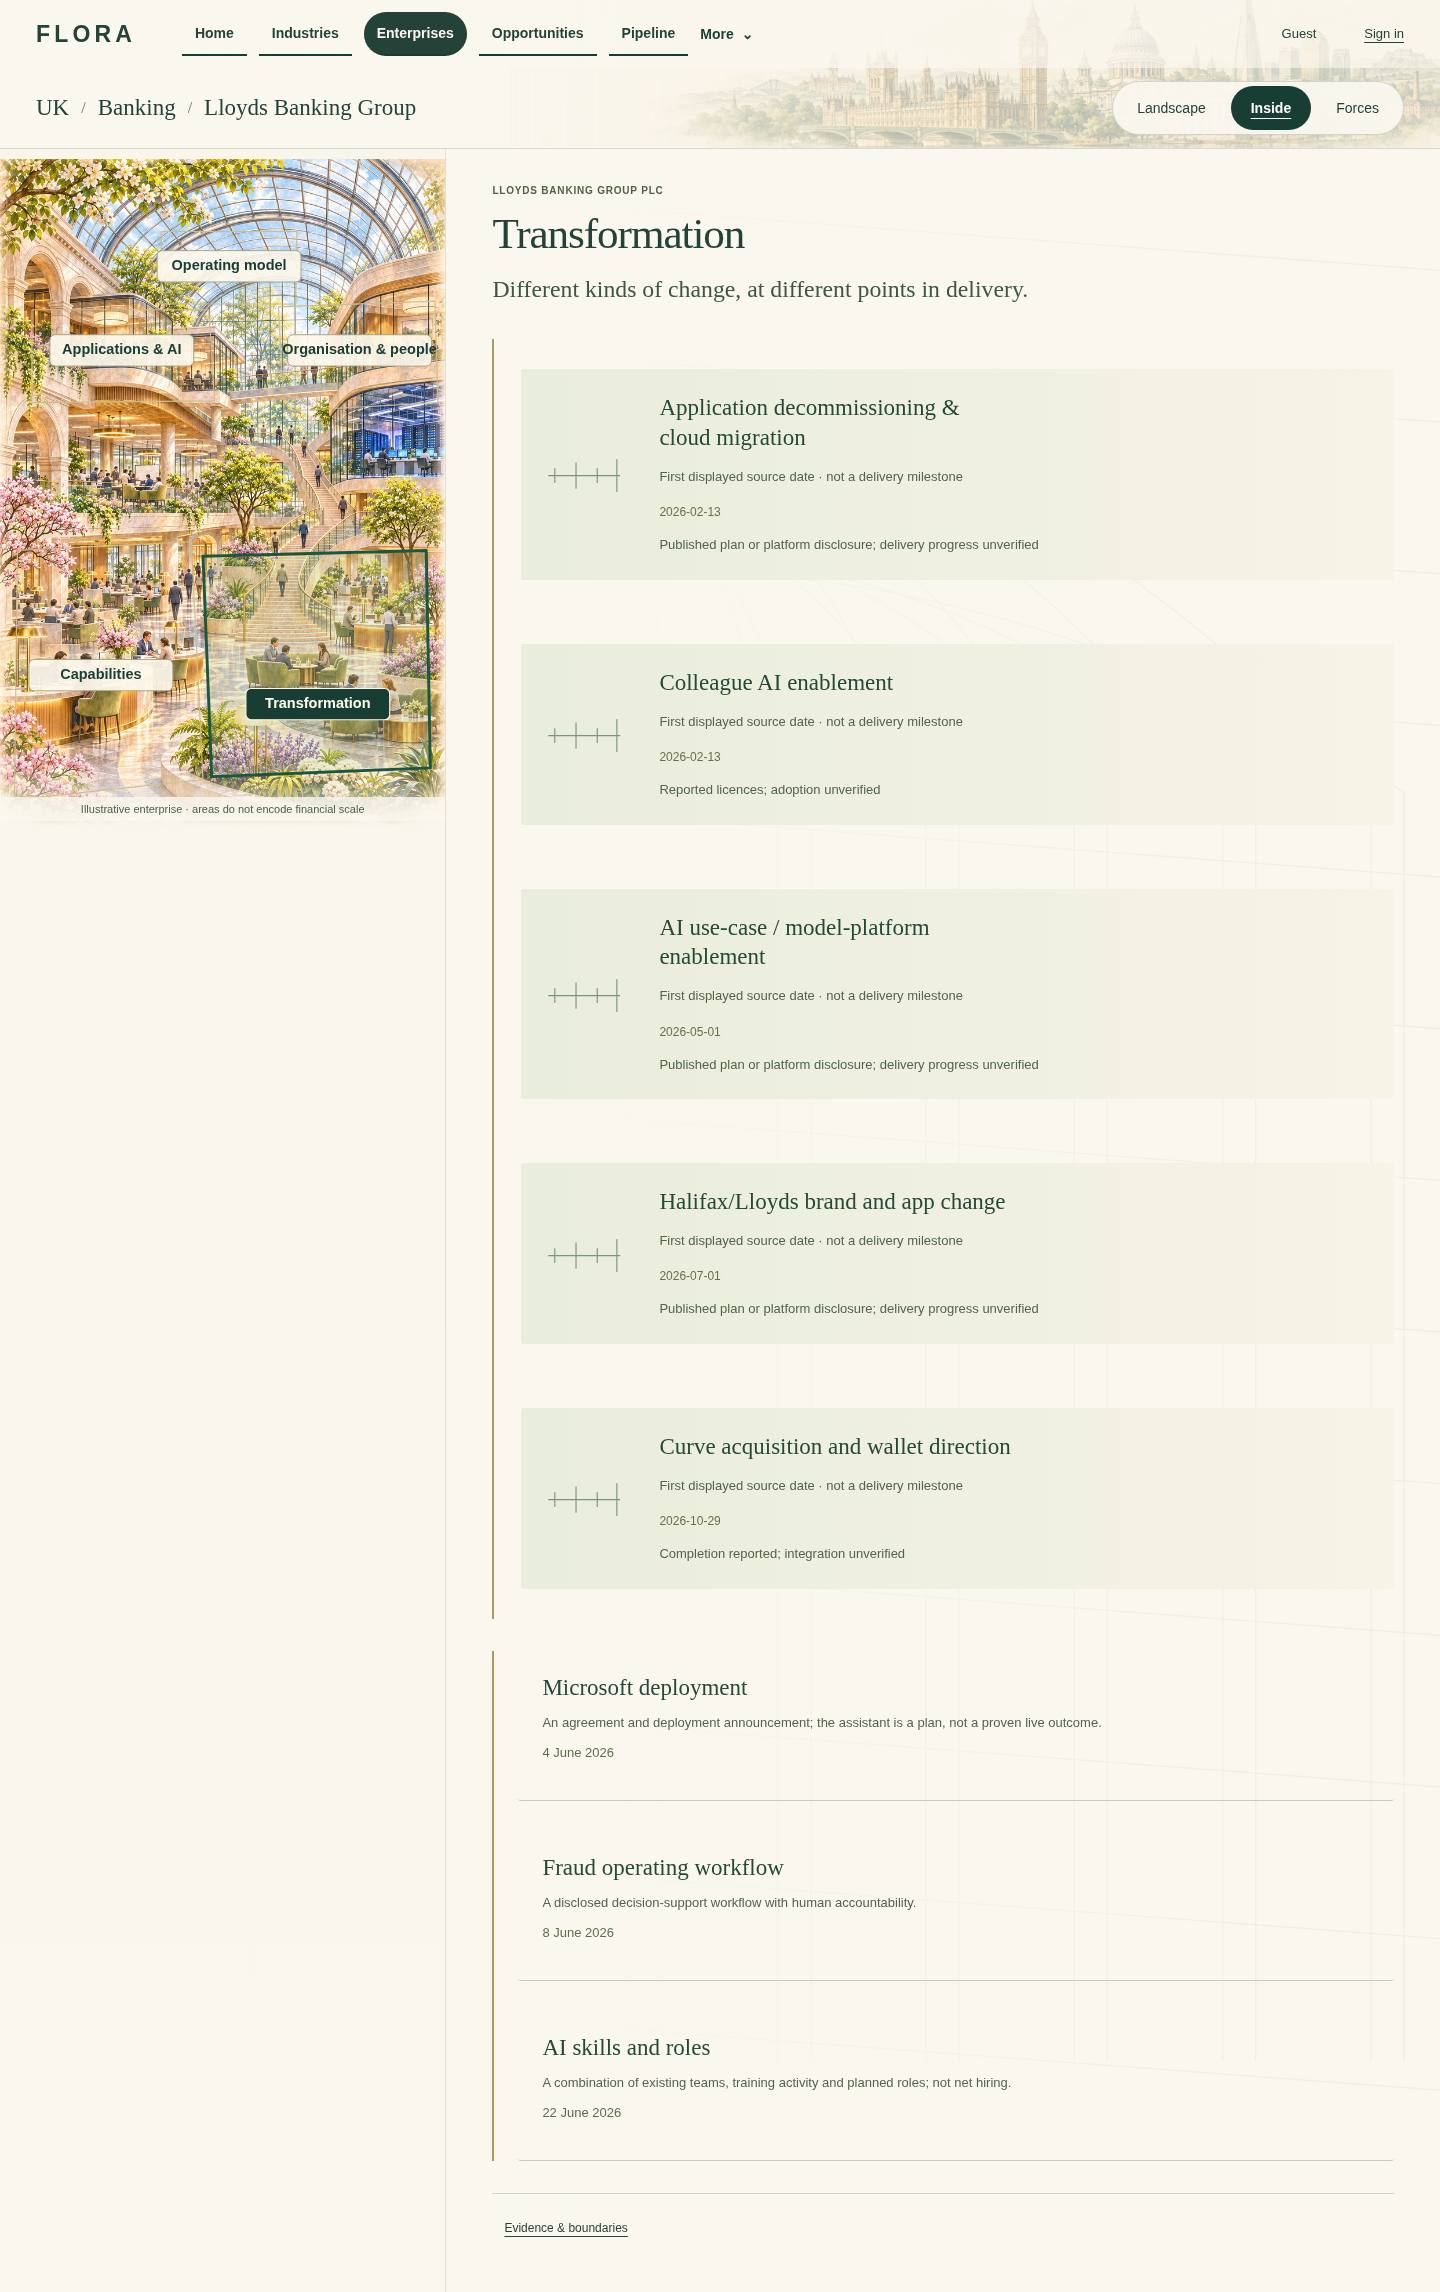 FLORA
Home
Industries
Enterprises
Opportunities
Pipeline
More
Guest
Sign in
UK / Banking / Lloyds Banking Group
Landscape
Inside
Forces
Operating model
Applications & AI
Organisation & people
Capabilities
Transformation
Illustrative enterprise · areas do not encode financial scale
LLOYDS BANKING GROUP PLC
Transformation
Different kinds of change, at different points in delivery.
Application decommissioning &
cloud migration
First displayed source date · not a delivery milestone
2026-02-13
Published plan or platform disclosure; delivery progress unverified
Colleague AI enablement
First displayed source date · not a delivery milestone
2026-02-13
Reported licences; adoption unverified
AI use-case / model-platform
enablement
First displayed source date · not a delivery milestone
2026-05-01
Published plan or platform disclosure; delivery progress unverified
Halifax/Lloyds brand and app change
First displayed source date · not a delivery milestone
2026-07-01
Published plan or platform disclosure; delivery progress unverified
Curve acquisition and wallet direction
First displayed source date · not a delivery milestone
2026-10-29
Completion reported; integration unverified
Microsoft deployment
An agreement and deployment announcement; the assistant is a plan, not a proven live outcome.
4 June 2026
Fraud operating workflow
A disclosed decision-support workflow with human accountability.
8 June 2026
AI skills and roles
A combination of existing teams, training activity and planned roles; not net hiring.
22 June 2026
Evidence & boundaries